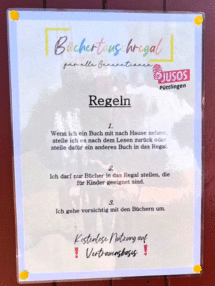 Büchertauschregal
für alle Generationen
JUSOS
Püttlingen
Regeln
1.
Wenn ich ein Buch mit nach Hause nehme,
stelle ich es nach dem Lesen zurück oder
stelle dafür ein anderes Buch in das Regal.
2.
Ich darf nur Bücher in das Regal stellen, die
für Kinder geeignet sind.
3.
Ich gehe vorsichtig mit den Büchern um.
Kostenlose Nutzung auf
! Vertrauensbasis !